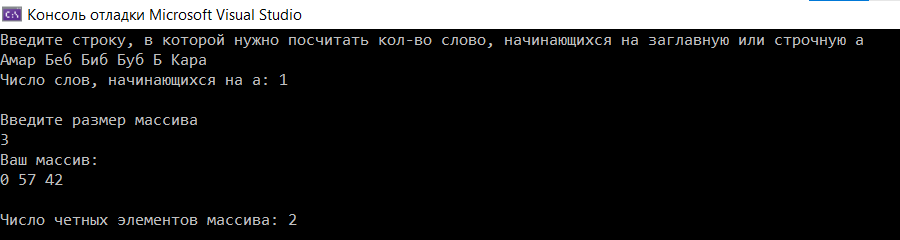 Консоль отладки Microsoft Visual Studio
Введите строку, в которой нужно посчитать кол-во слово, начинающихся на заглавную или строчную а
Амар Беб Биб Буб Б Кара
Число слов, начинающихся на а: 1
Введите размер массива
3
Ваш массив:
0 57 42
Число четных элементов массива: 2